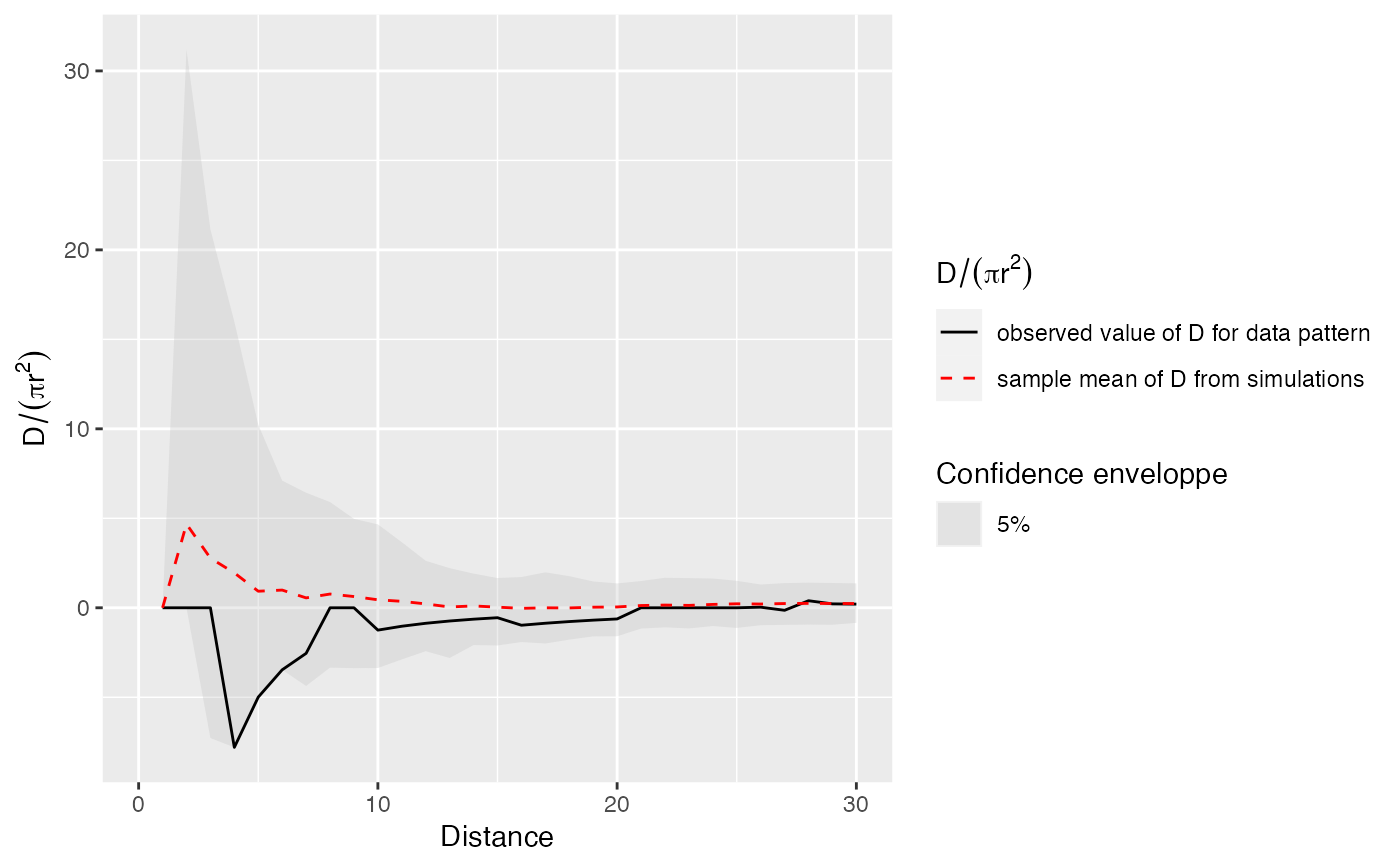 30
20
10
0
D/(πr²)
0
10
20
30
Distance
D/(πr²)
observed value of D for data pattern
sample mean of D from simulations
Confidence enveloppe
5%